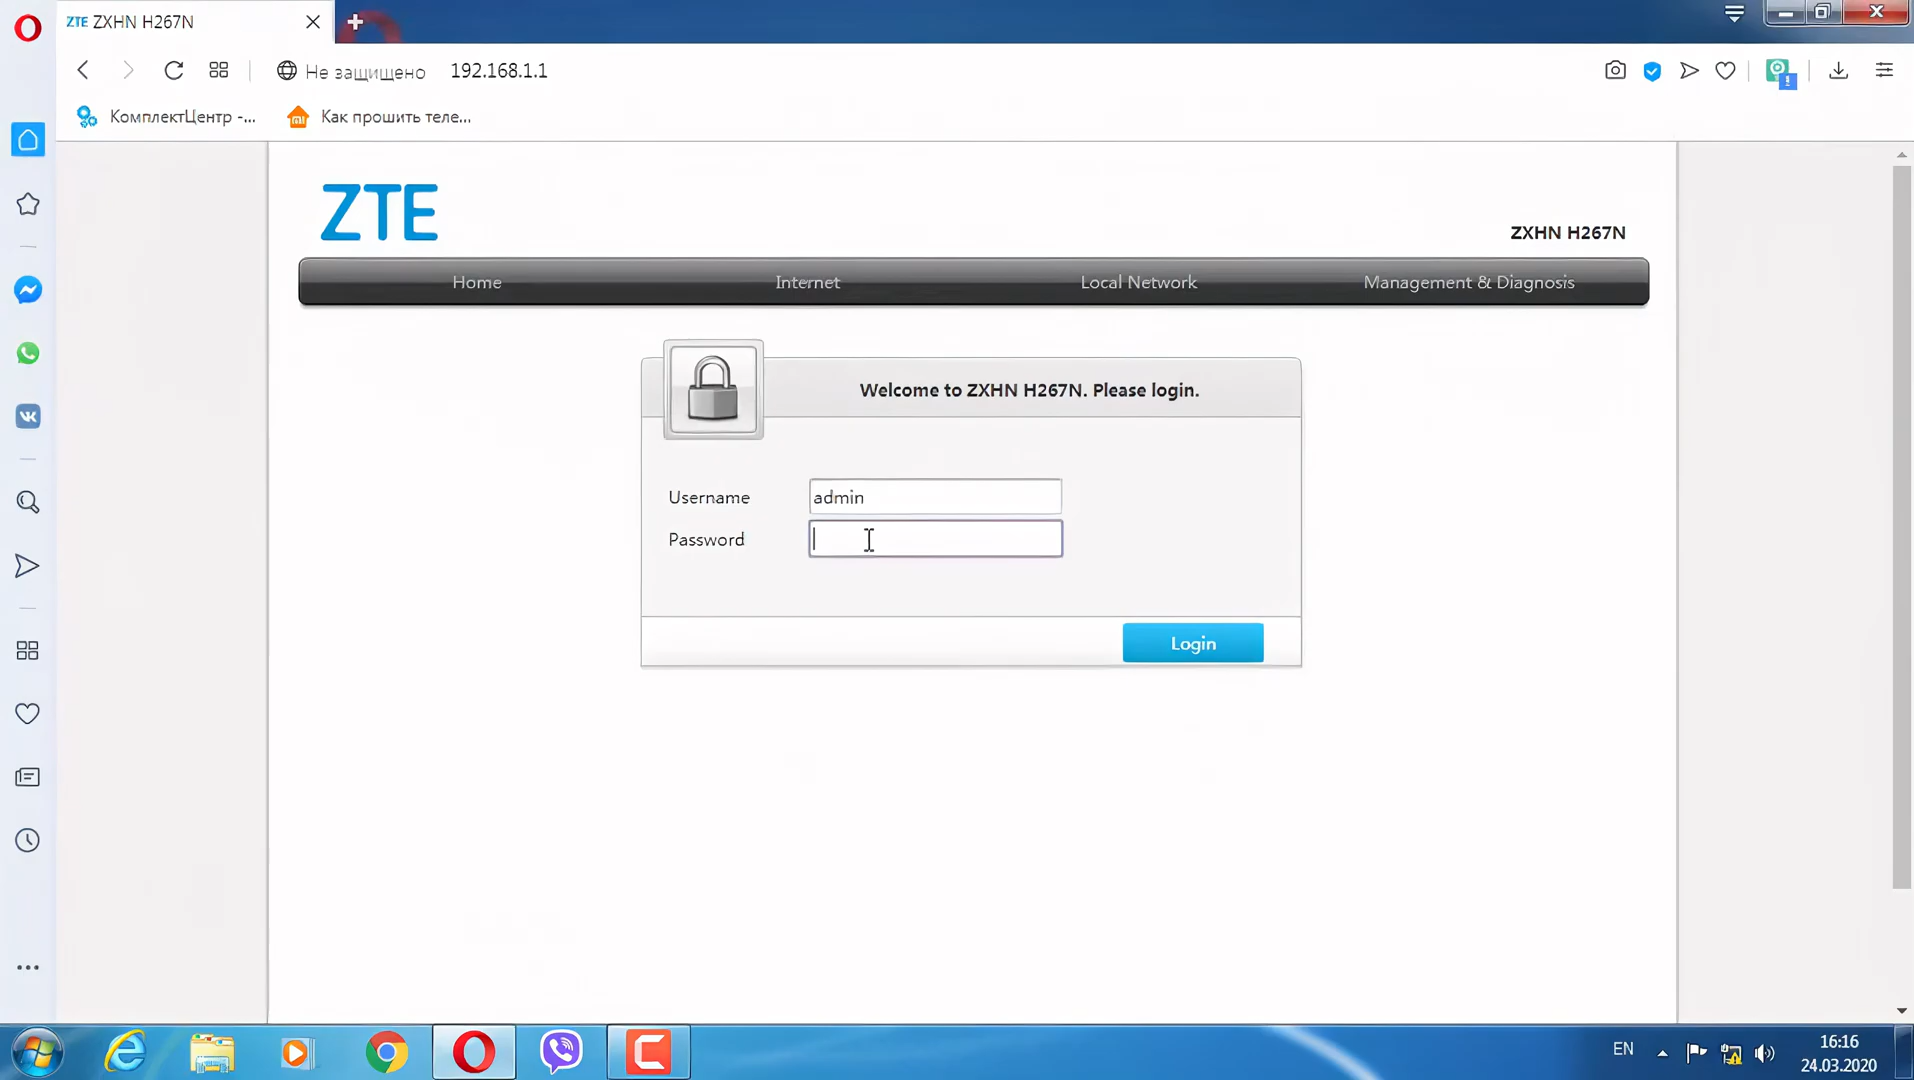 ZTE ZXHN H267N
Не защищено 192.168.1.1
КомплектЦентр -... Как прошить теле...
ZTE
ZXHN H267N
Home Internet Local Network Management & Diagnosis
Welcome to ZXHN H267N. Please login.
Username admin
Password
Login
EN 16:16
24.03.2020